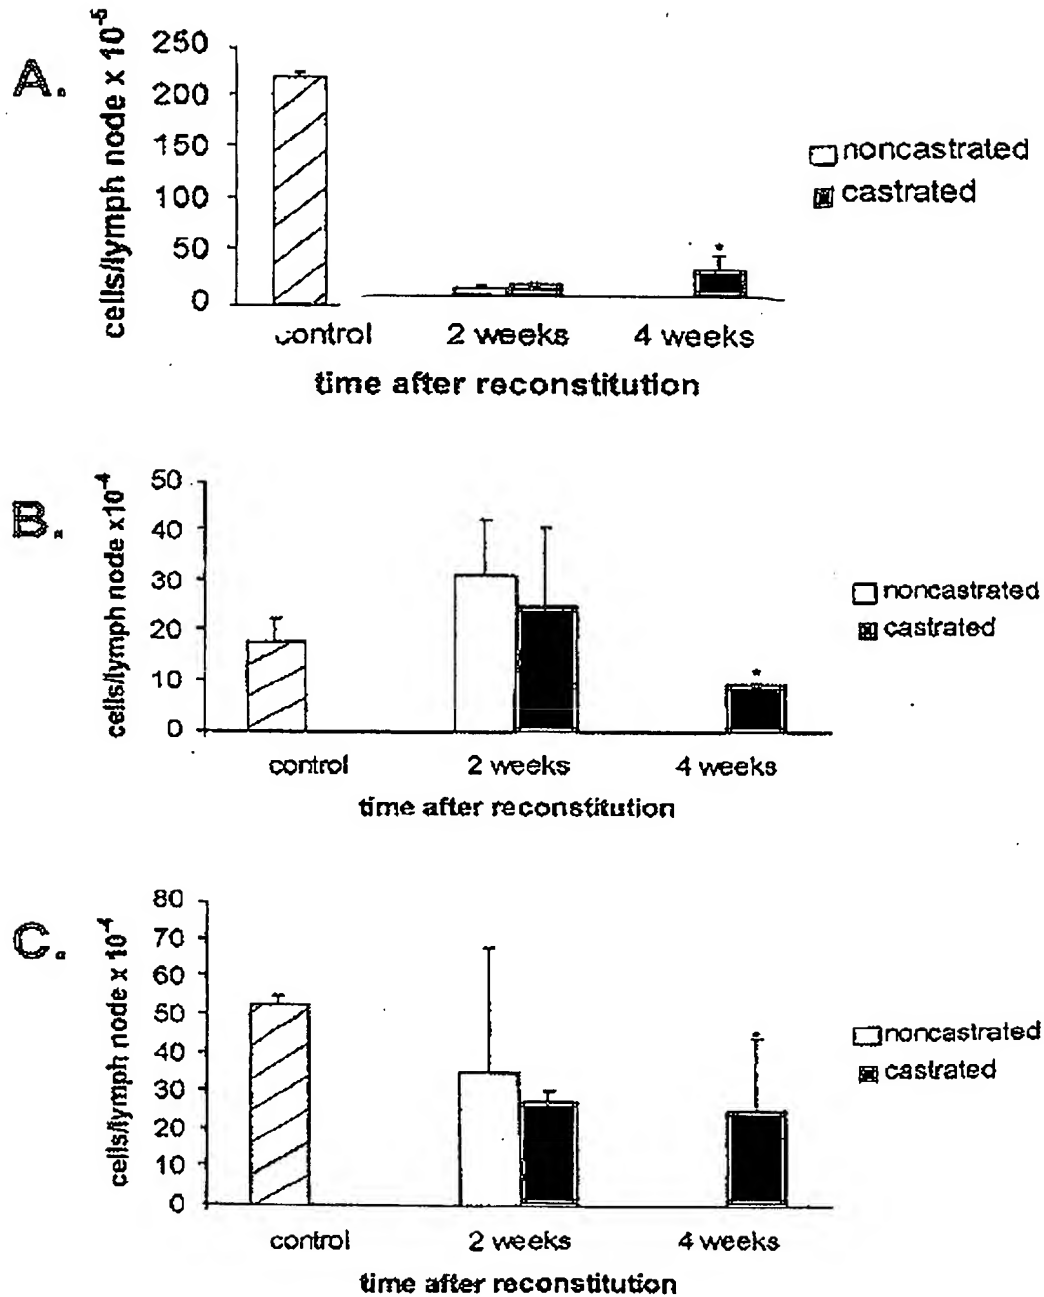 A.
cells/lymph node x 10⁻⁵
250
200
150
100
50
0
*
control
2 weeks
4 weeks
time after reconstitution
noncastrated
castrated
B.
cells/lymph node x10⁻⁴
50
40
30
20
10
0
*
control
2 weeks
4 weeks
time after reconstitution
noncastrated
castrated
C.
cells/lymph node x 10⁻⁴
80
70
60
50
40
30
20
10
0
*
control
2 weeks
4 weeks
time after reconstitution
noncastrated
castrated